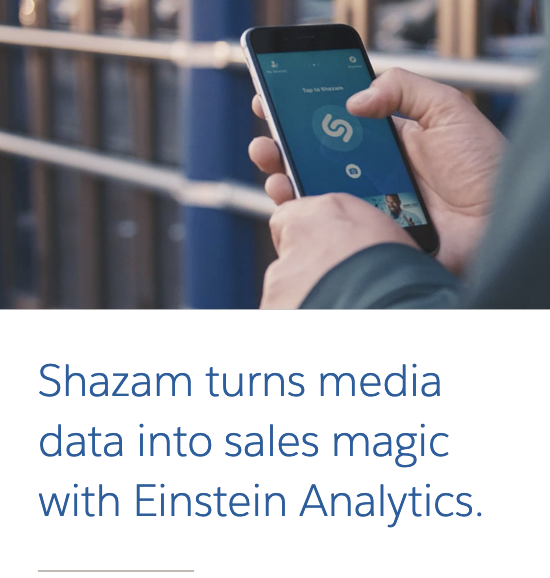 Tap to Shazam
Shazam turns media
data into sales magic
with Einstein Analytics.